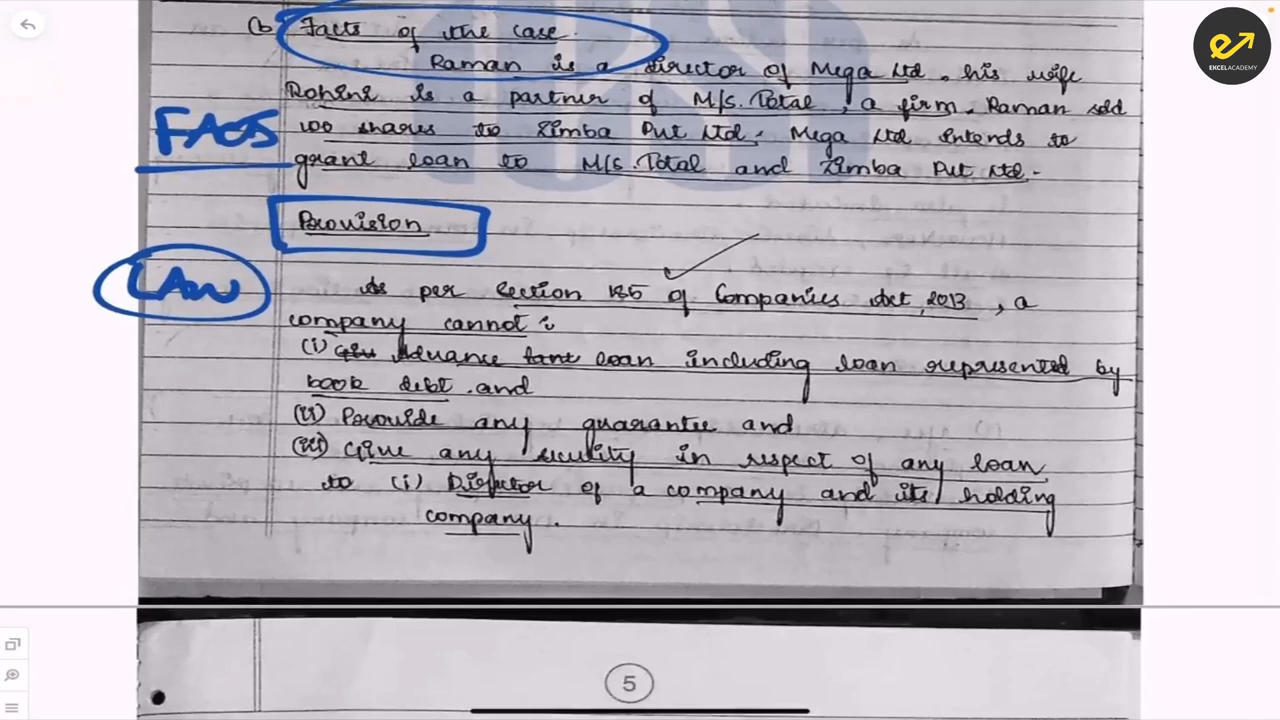 EKCELACADEMY
(b) Facts of the case.
Raman is a director of Mega Ltd, his wife
Rohini is a partner of M/S. Total, a firm. Raman sold
FACTS 100 shares to Zimba Pvt Ltd. Mega Ltd intends to
grant loan to M/S. Total and Zimba Pvt Ltd.
Provision
LAW
As per section 185 of Companies Act, 2013, a
company cannot:
(i) Advance loan including loan represented by
book debt and
(ii) Provide any guarantee and
(iii) Give any security in respect of any loan
to (i) Director of a company and its holding
company.
5